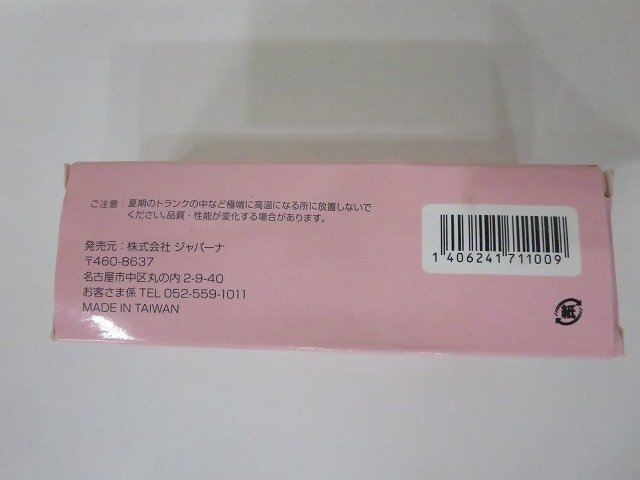 ご注意：夏期のトランクの中など極端に高温になる所に放置しないで
ください。品質・性能が変化する場合があります。
発売元：株式会社 ジャパーナ
〒460-8637
名古屋市中区丸の内2-9-40
お客さま係 TEL 052-559-1011
MADE IN TAIWAN
1406241711009
紙